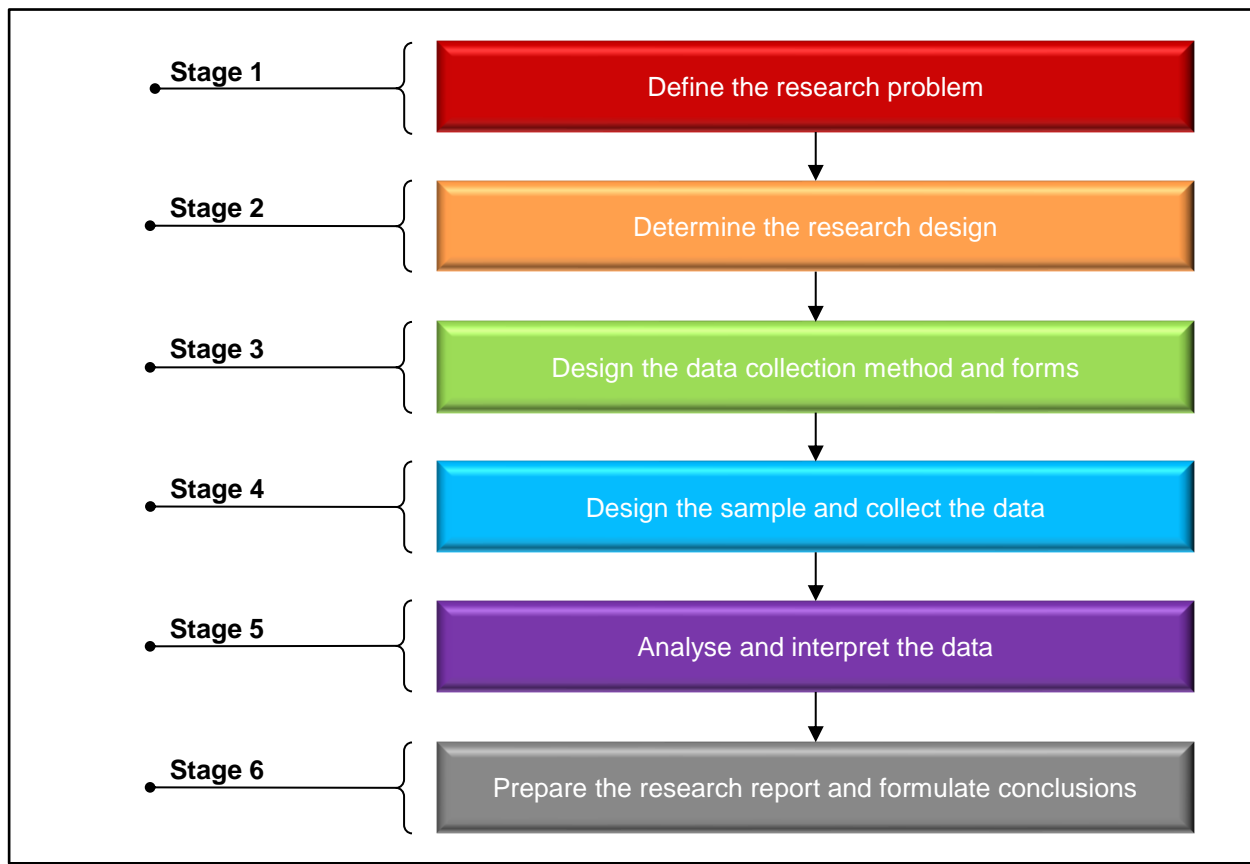 Stage 1
Define the research problem
Stage 2
Determine the research design
Stage 3
Design the data collection method and forms
Stage 4
Design the sample and collect the data
Stage 5
Analyse and interpret the data
Stage 6
Prepare the research report and formulate conclusions